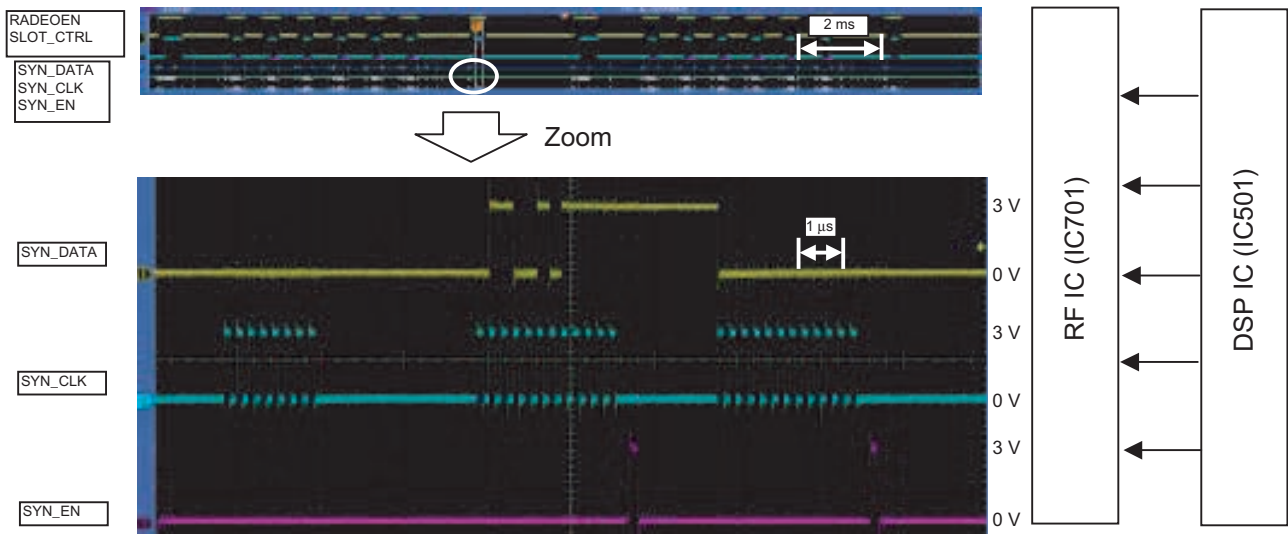 RADEOEN
SLOT_CTRL
SYN_DATA
SYN_CLK
SYN_EN
2 ms
Zoom
SYN_DATA
3 V
1 µs
0 V
3 V
SYN_CLK
0 V
3 V
SYN_EN
0 V
RF IC (IC701)
DSP IC (IC501)